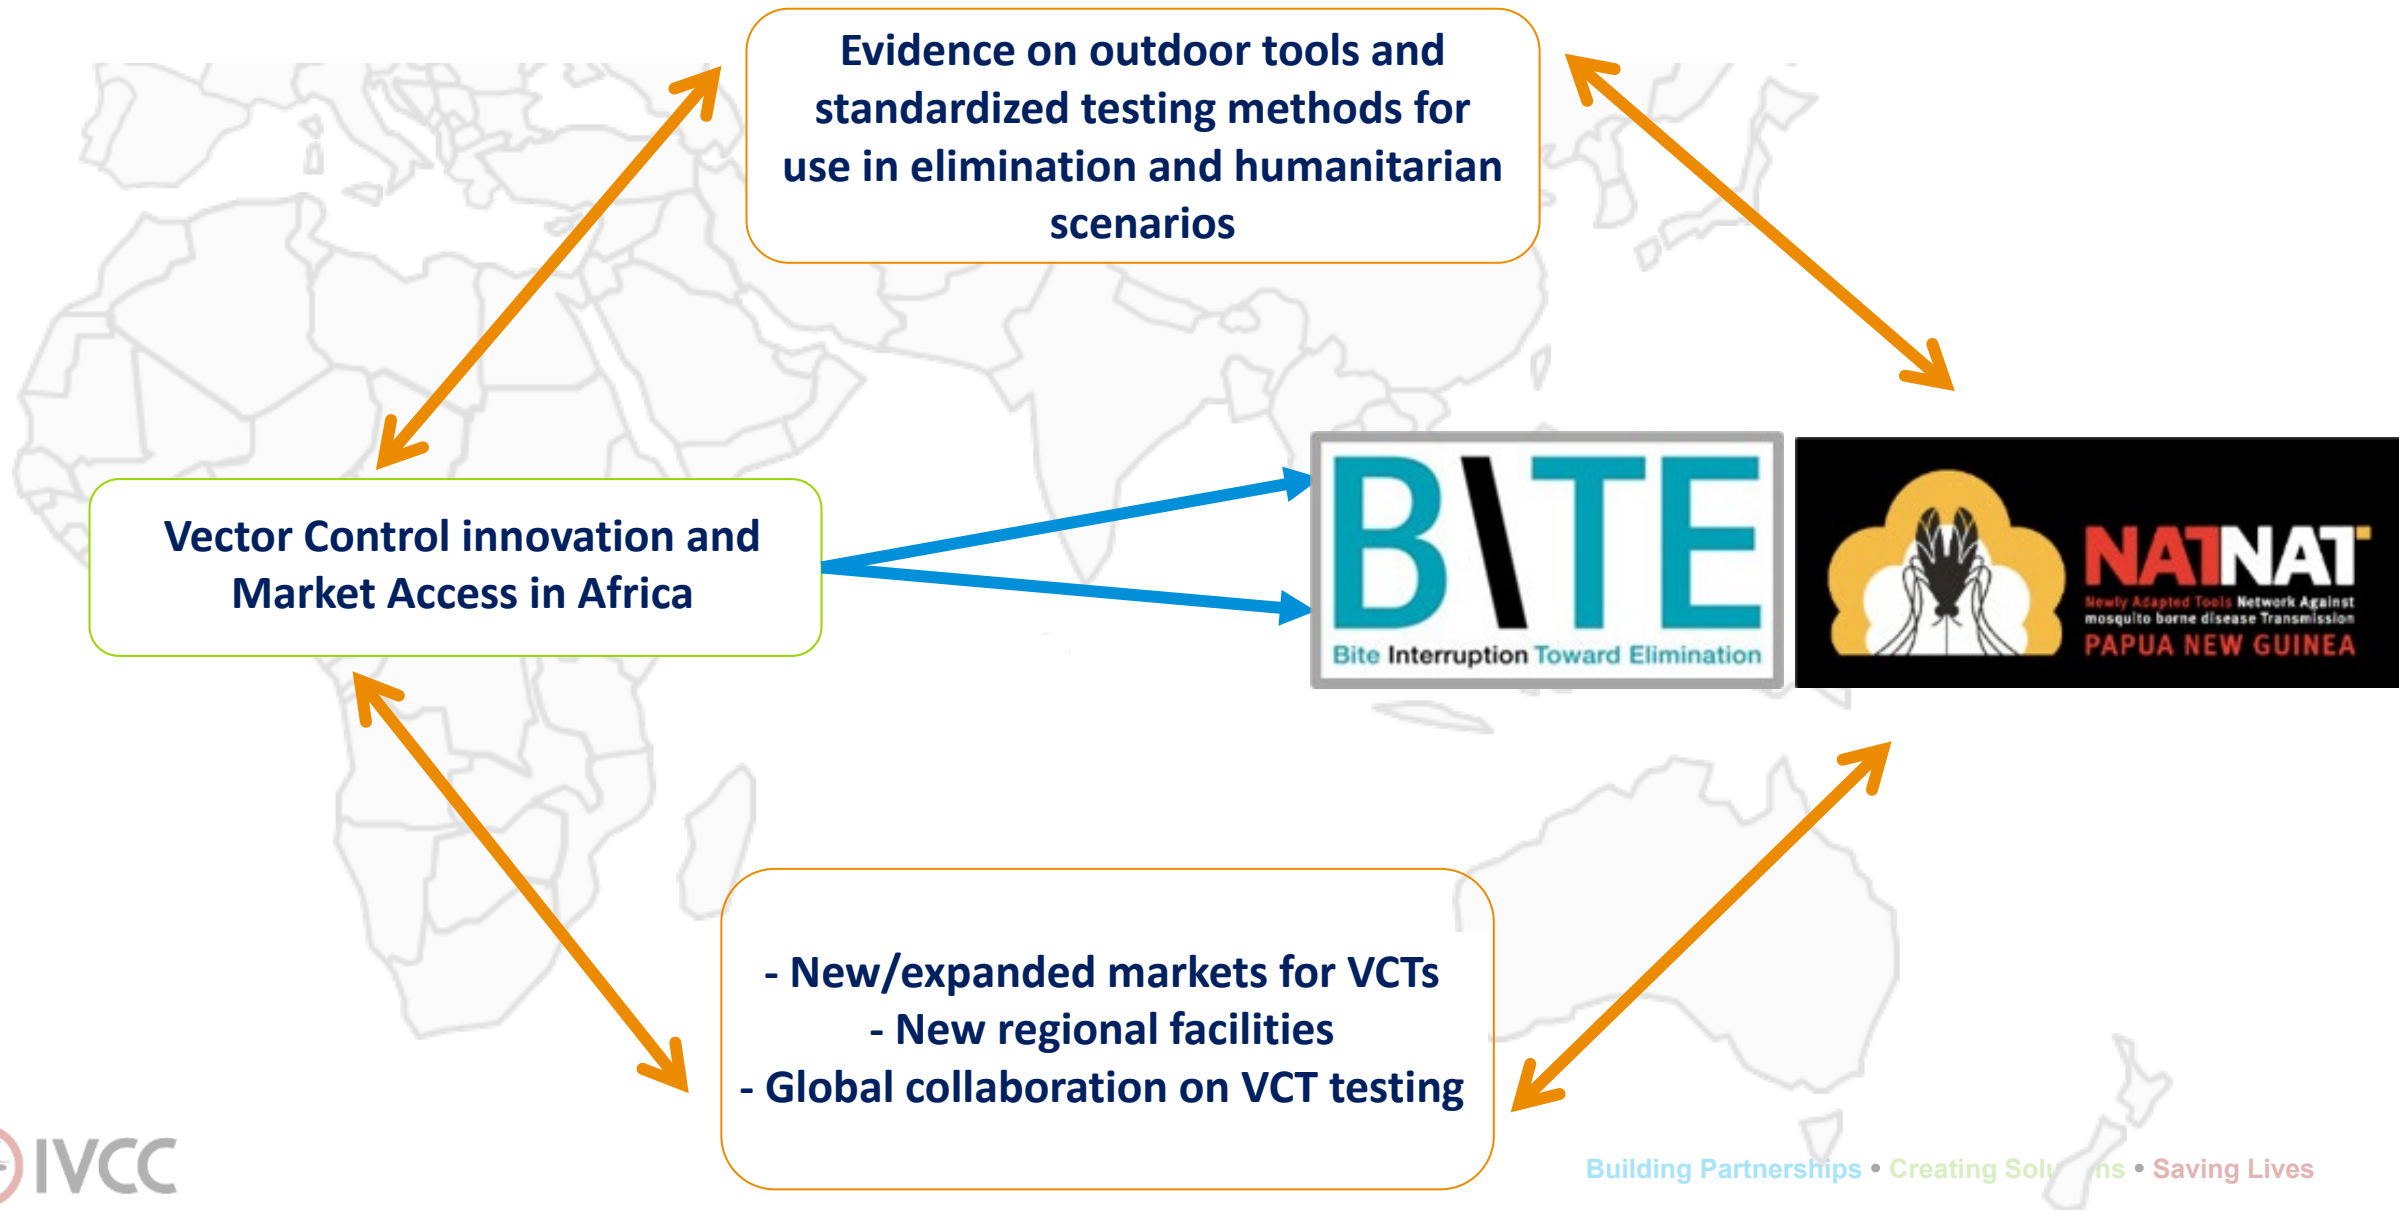 Evidence on outdoor tools and
standardized testing methods for
use in elimination and humanitarian
scenarios
Vector Control innovation and
Market Access in Africa
B\TE
Bite Interruption Toward Elimination
NATNAT
Newly Adapted Tools Network Against
mosquito borne disease Transmission
PAPUA NEW GUINEA
- New/expanded markets for VCTs
- New regional facilities
- Global collaboration on VCT testing
IVCC
Building Partnerships • Creating • Saving Lives